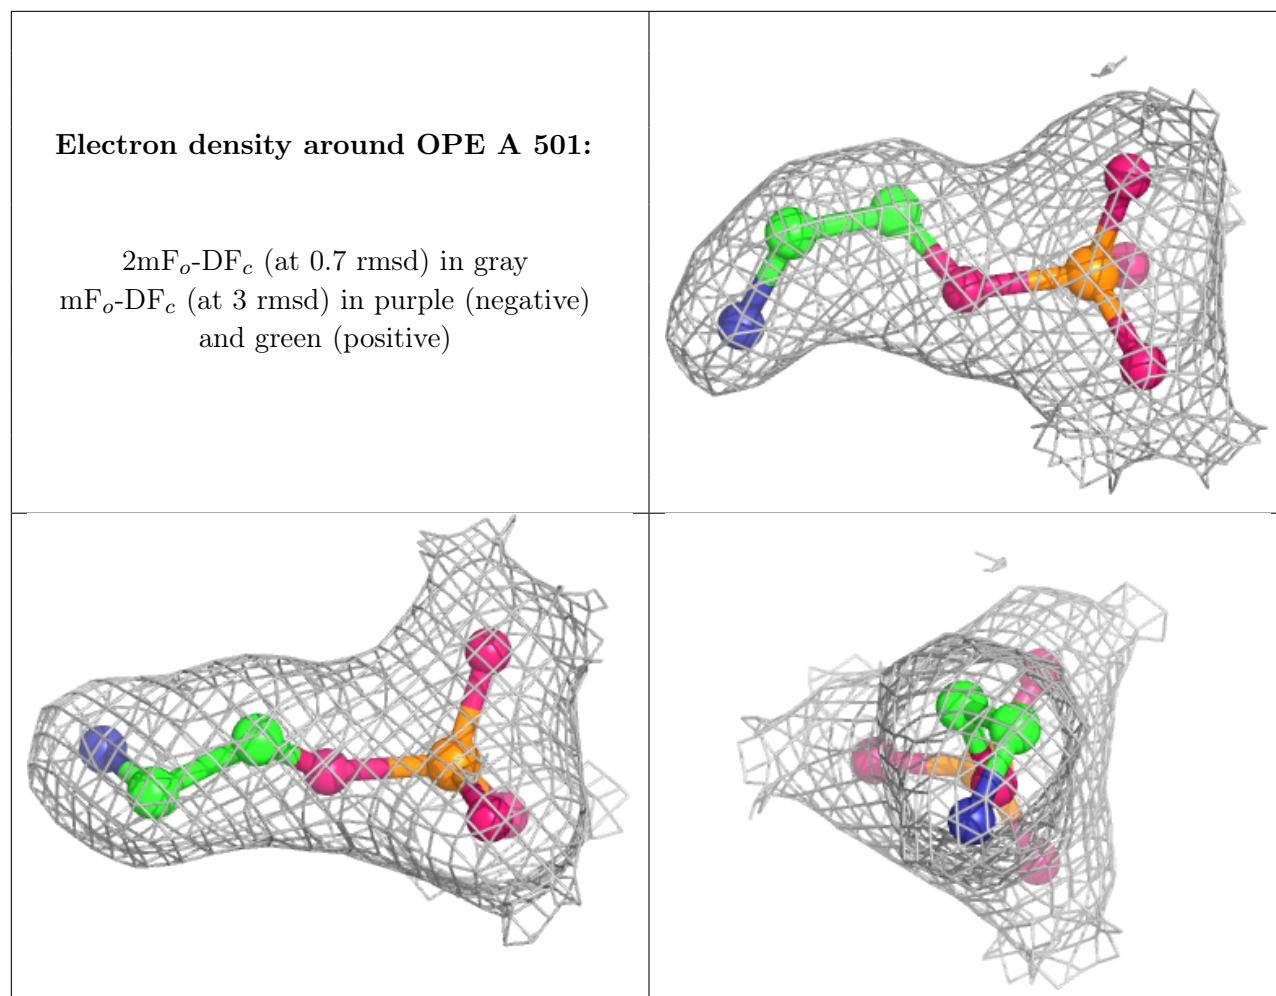 Electron density around OPE A 501:
2mFo-DFc (at 0.7 rmsd) in gray
mFo-DFc (at 3 rmsd) in purple (negative)
and green (positive)